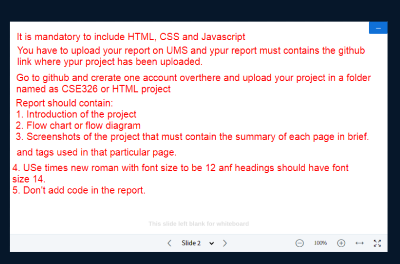 It is mandatory to include HTML, CSS and Javascript
You have to upload your report on UMS and ypur report must contains the github
link where ypur project has been uploaded.
Go to github and crerate one account overthere and upload your project in a folder
named as CSE326 or HTML project
Report should contain:
1. Introduction of the project
2. Flow chart or flow diagram
3. Screenshots of the project that must contain the summary of each page in brief.
and tags used in that particular page.
4. USe times new roman with font size to be 12 anf headings should have font
size 14.
5. Don't add code in the report.
This slide left blank for whiteboard
Slide 2
100%